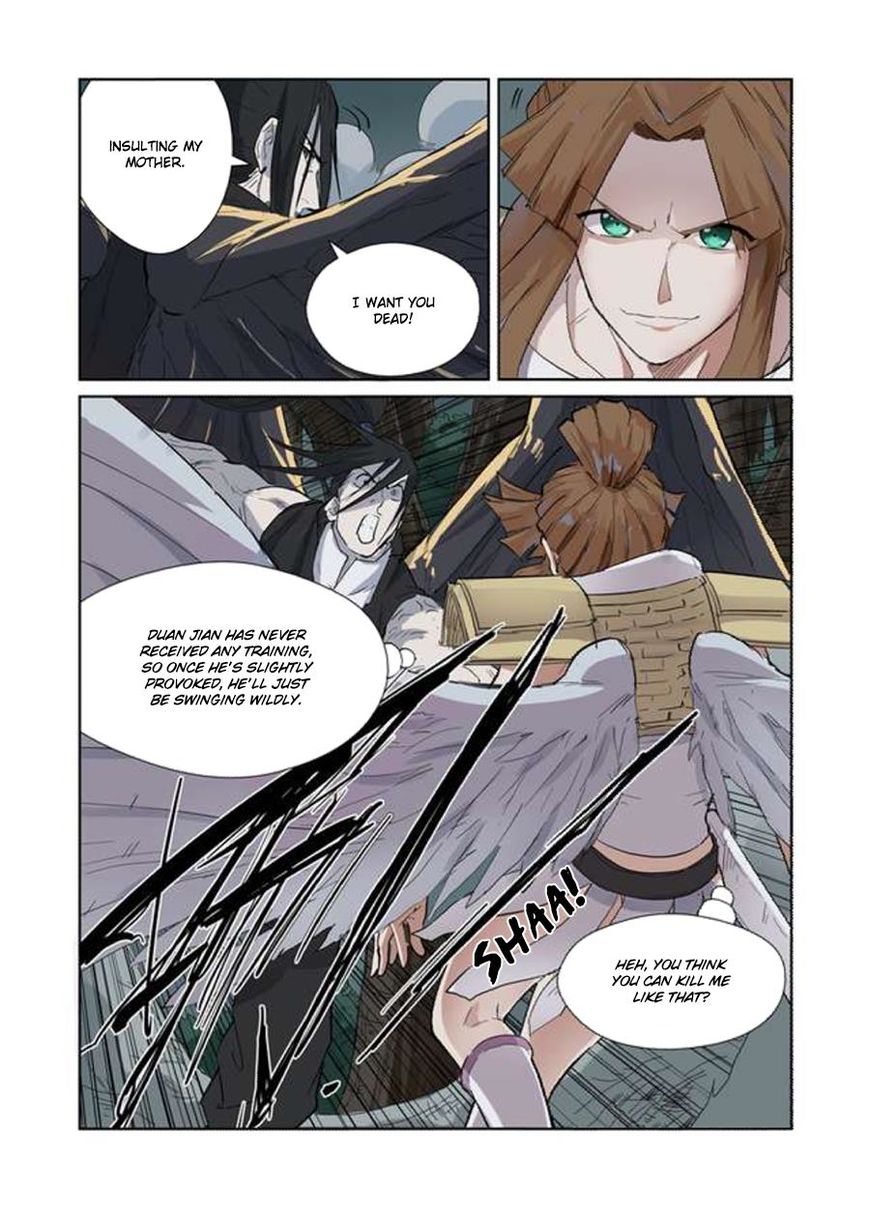 INSULTING MY
MOTHER.
I WANT YOU
DEAD!
DUAN JIAN HAS NEVER
RECEIVED ANY TRAINING,
SO ONCE HE'S SLIGHTLY
PROVOKED, HE'LL JUST
BE SWINGING WILDLY.
SHAA!
HEH, YOU THINK
YOU CAN KILL ME
LIKE THAT?